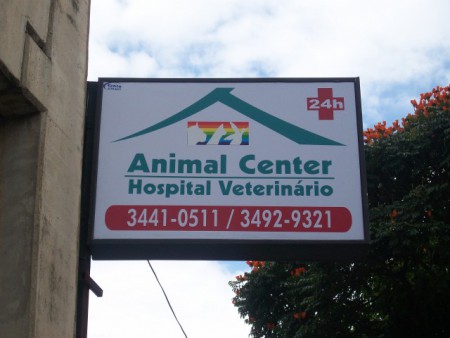 24h
Animal Center
Hospital Veterinário
3441-0511 / 3492-9321